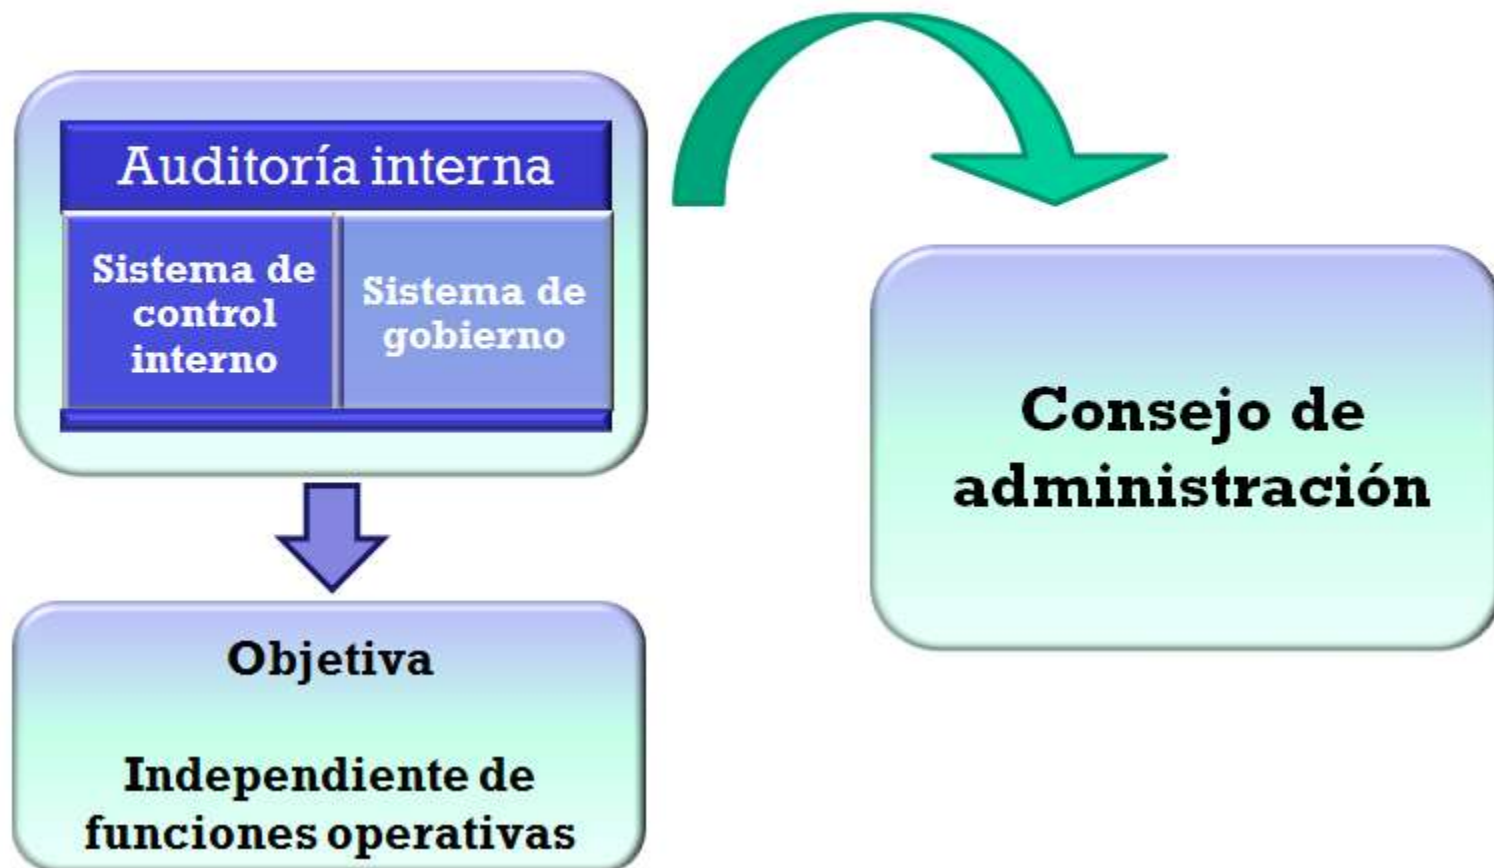 Auditoría interna
Sistema de
control
interno
Sistema de
gobierno
Consejo de
administración
Objetiva
Independiente de
funciones operativas